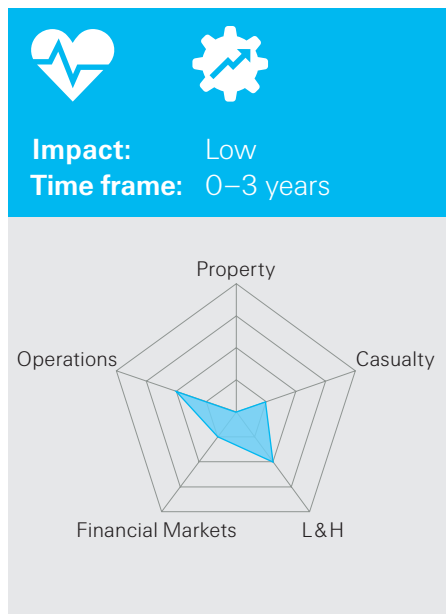 Impact: Low
Time frame: 0–3 years
Property
Operations
Casualty
Financial Markets
L&H